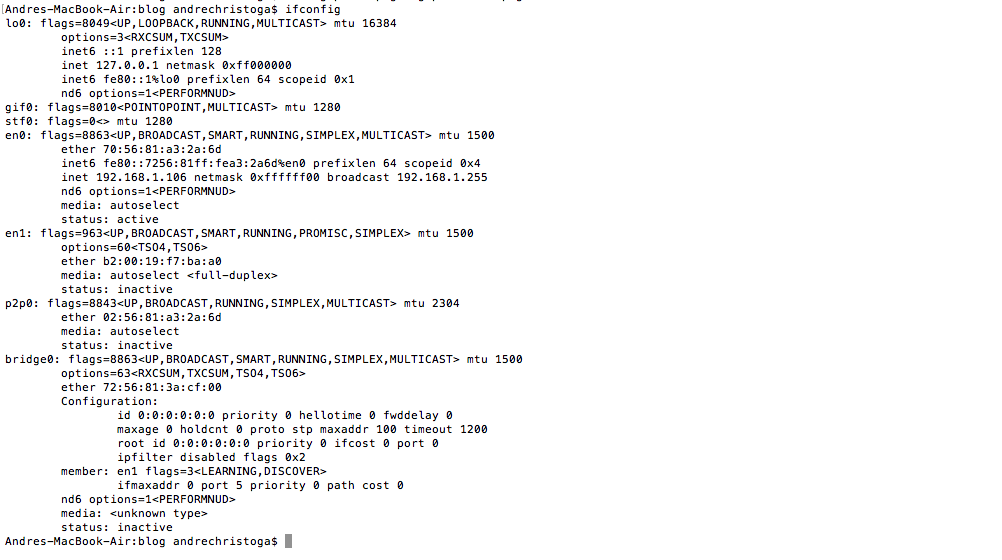 Andres-MacBook-Air:blog andrechristoga$ ifconfig
lo0: flags=8049<UP,LOOPBACK,RUNNING,MULTICAST> mtu 16384
options=3<RXCSUM,TXCSUM>
inet6 ::1 prefixlen 128
inet 127.0.0.1 netmask 0xff000000
inet6 fe80::1%lo0 prefixlen 64 scopeid 0x1
nd6 options=1<PERFORMNUD>
gif0: flags=8010<POINTOPOINT,MULTICAST> mtu 1280
stf0: flags=0<> mtu 1280
en0: flags=8863<UP,BROADCAST,SMART,RUNNING,SIMPLEX,MULTICAST> mtu 1500
ether 70:56:81:a3:2a:6d
inet6 fe80::7256:81ff:fea3:2a6d%en0 prefixlen 64 scopeid 0x4
inet 192.168.1.106 netmask 0xffffff00 broadcast 192.168.1.255
nd6 options=1<PERFORMNUD>
media: autoselect
status: active
en1: flags=963<UP,BROADCAST,SMART,RUNNING,PROMISC,SIMPLEX> mtu 1500
options=60<TSO4,TSO6>
ether b2:00:19:f7:ba:a0
media: autoselect <full-duplex>
status: inactive
p2p0: flags=8843<UP,BROADCAST,RUNNING,SIMPLEX,MULTICAST> mtu 2304
ether 02:56:81:a3:2a:6d
media: autoselect
status: inactive
bridge0: flags=8863<UP,BROADCAST,SMART,RUNNING,SIMPLEX,MULTICAST> mtu 1500
options=63<RXCSUM,TXCSUM,TSO4,TSO6>
ether 72:56:81:3a:cf:00
Configuration:
id 0:0:0:0:0:0 priority 0 hellotime 0 fwddelay 0
maxage 0 holdcnt 0 proto stp maxaddr 100 timeout 1200
root id 0:0:0:0:0:0 priority 0 ifcost 0 port 0
ipfilter disabled flags 0x2
member: en1 flags=3<LEARNING,DISCOVER>
ifmaxaddr 0 port 5 priority 0 path cost 0
nd6 options=1<PERFORMNUD>
media: <unknown type>
status: inactive
Andres-MacBook-Air:blog andrechristoga$